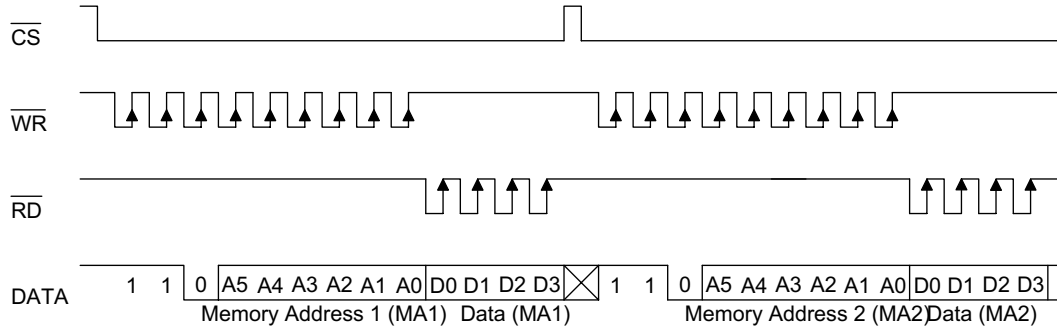 CS
WR
RD
DATA 1 1 0 A5 A4 A3 A2 A1 A0 D0 D1 D2 D3 1 1 0 A5 A4 A3 A2 A1 A0 D0 D1 D2 D3
Memory Address 1 (MA1) Data (MA1) Memory Address 2 (MA2) Data (MA2)